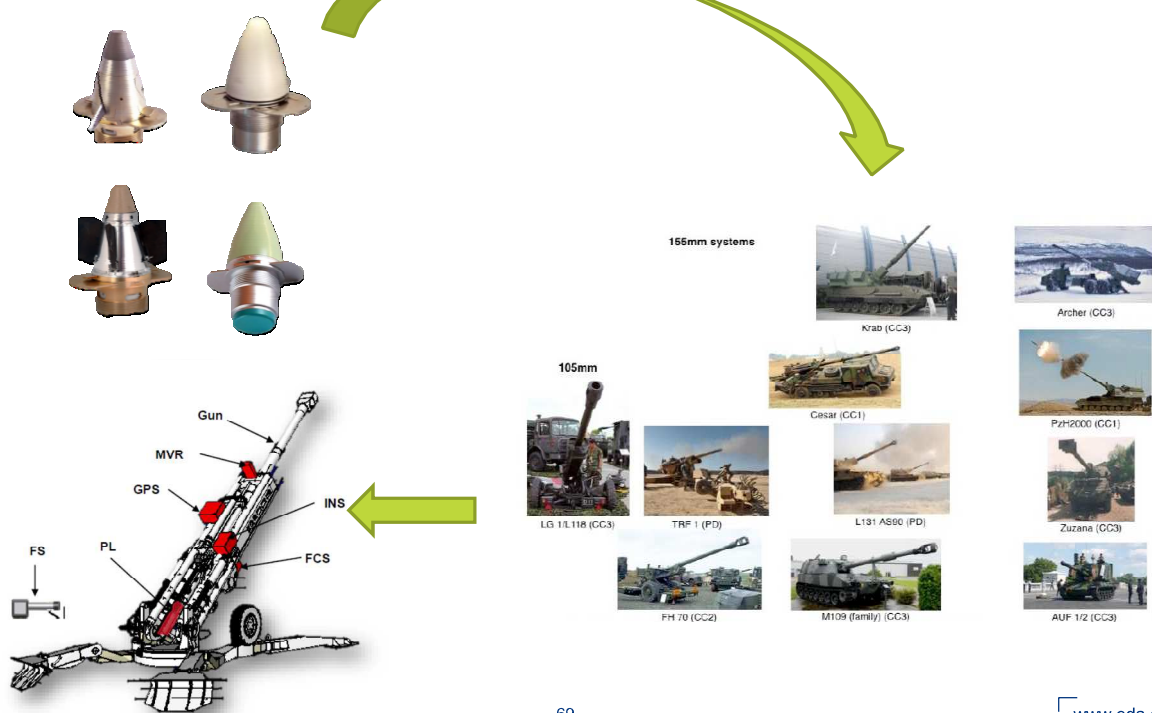 156mm systems
Krab (CC3)
Archer (CC3)
105mm
Cesar (CC1)
PzH2000 (CC1)
LG 1/L118 (CC3)
TRF 1 (PD)
L131 AS90 (PD)
Zuzana (CC3)
FH 70 (CC2)
M109 (family) (CC3)
AUF 1/2 (CC3)
Gun
MVR
GPS
INS
PL
FCS
FS
69